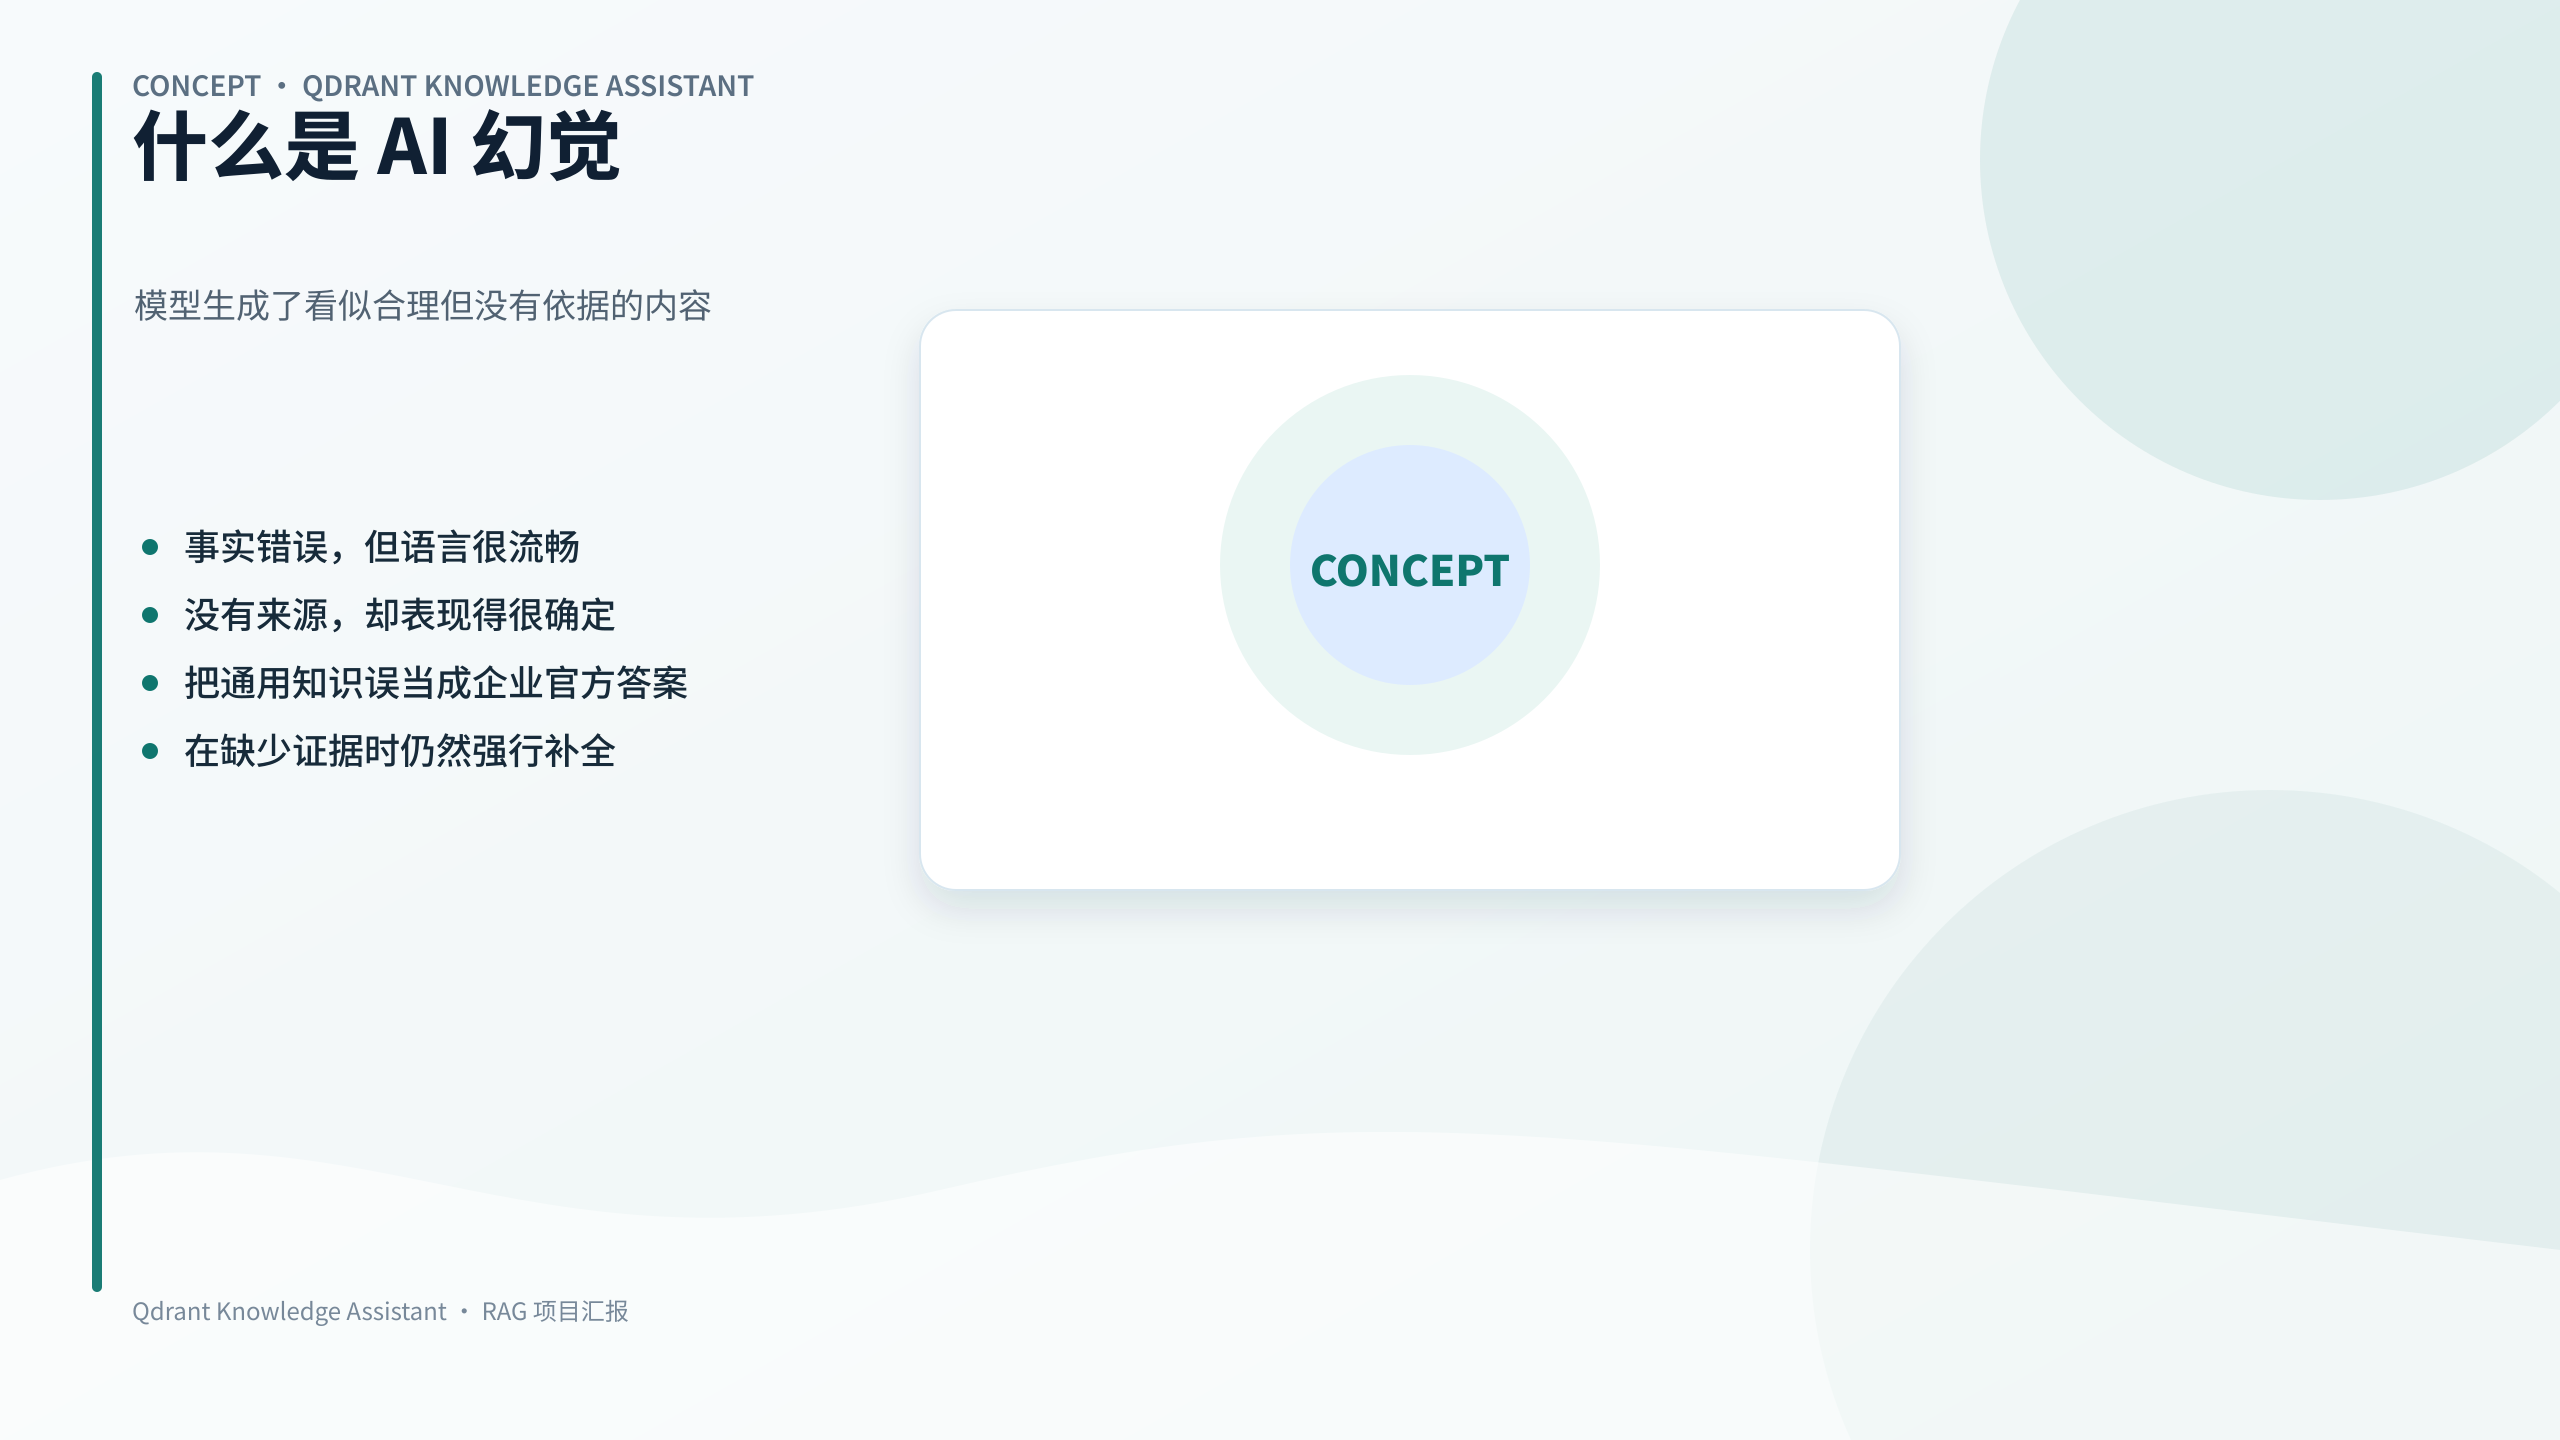 CONCEPT • QDRANT KNOWLEDGE ASSISTANT
什么是 AI 幻觉
模型生成了看似合理但没有依据的内容
事实错误，但语言很流畅
没有来源，却表现得很确定
把通用知识误当成企业官方答案
在缺少证据时仍然强行补全
CONCEPT
Qdrant Knowledge Assistant • RAG 项目汇报